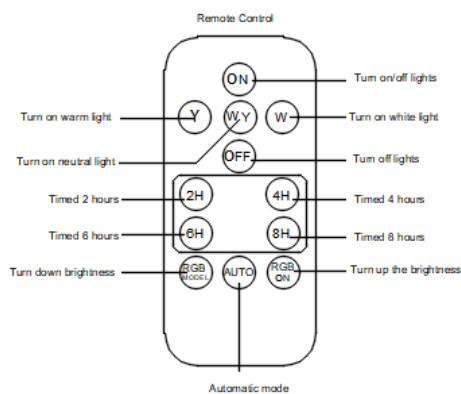 Remote Control
ON
Turn on/off lights
Turn on warm light
Y
WY
W
Turn on white light
Turn on neutral light
OFF
Turn off lights
Timed 2 hours
2H
4H
Timed 4 hours
Timed 6 hours
6H
8H
Timed 8 hours
Turn down brightness
RGB
MODEL
AUTO
RGB
ON
Turn up the brightness
Automatic mode